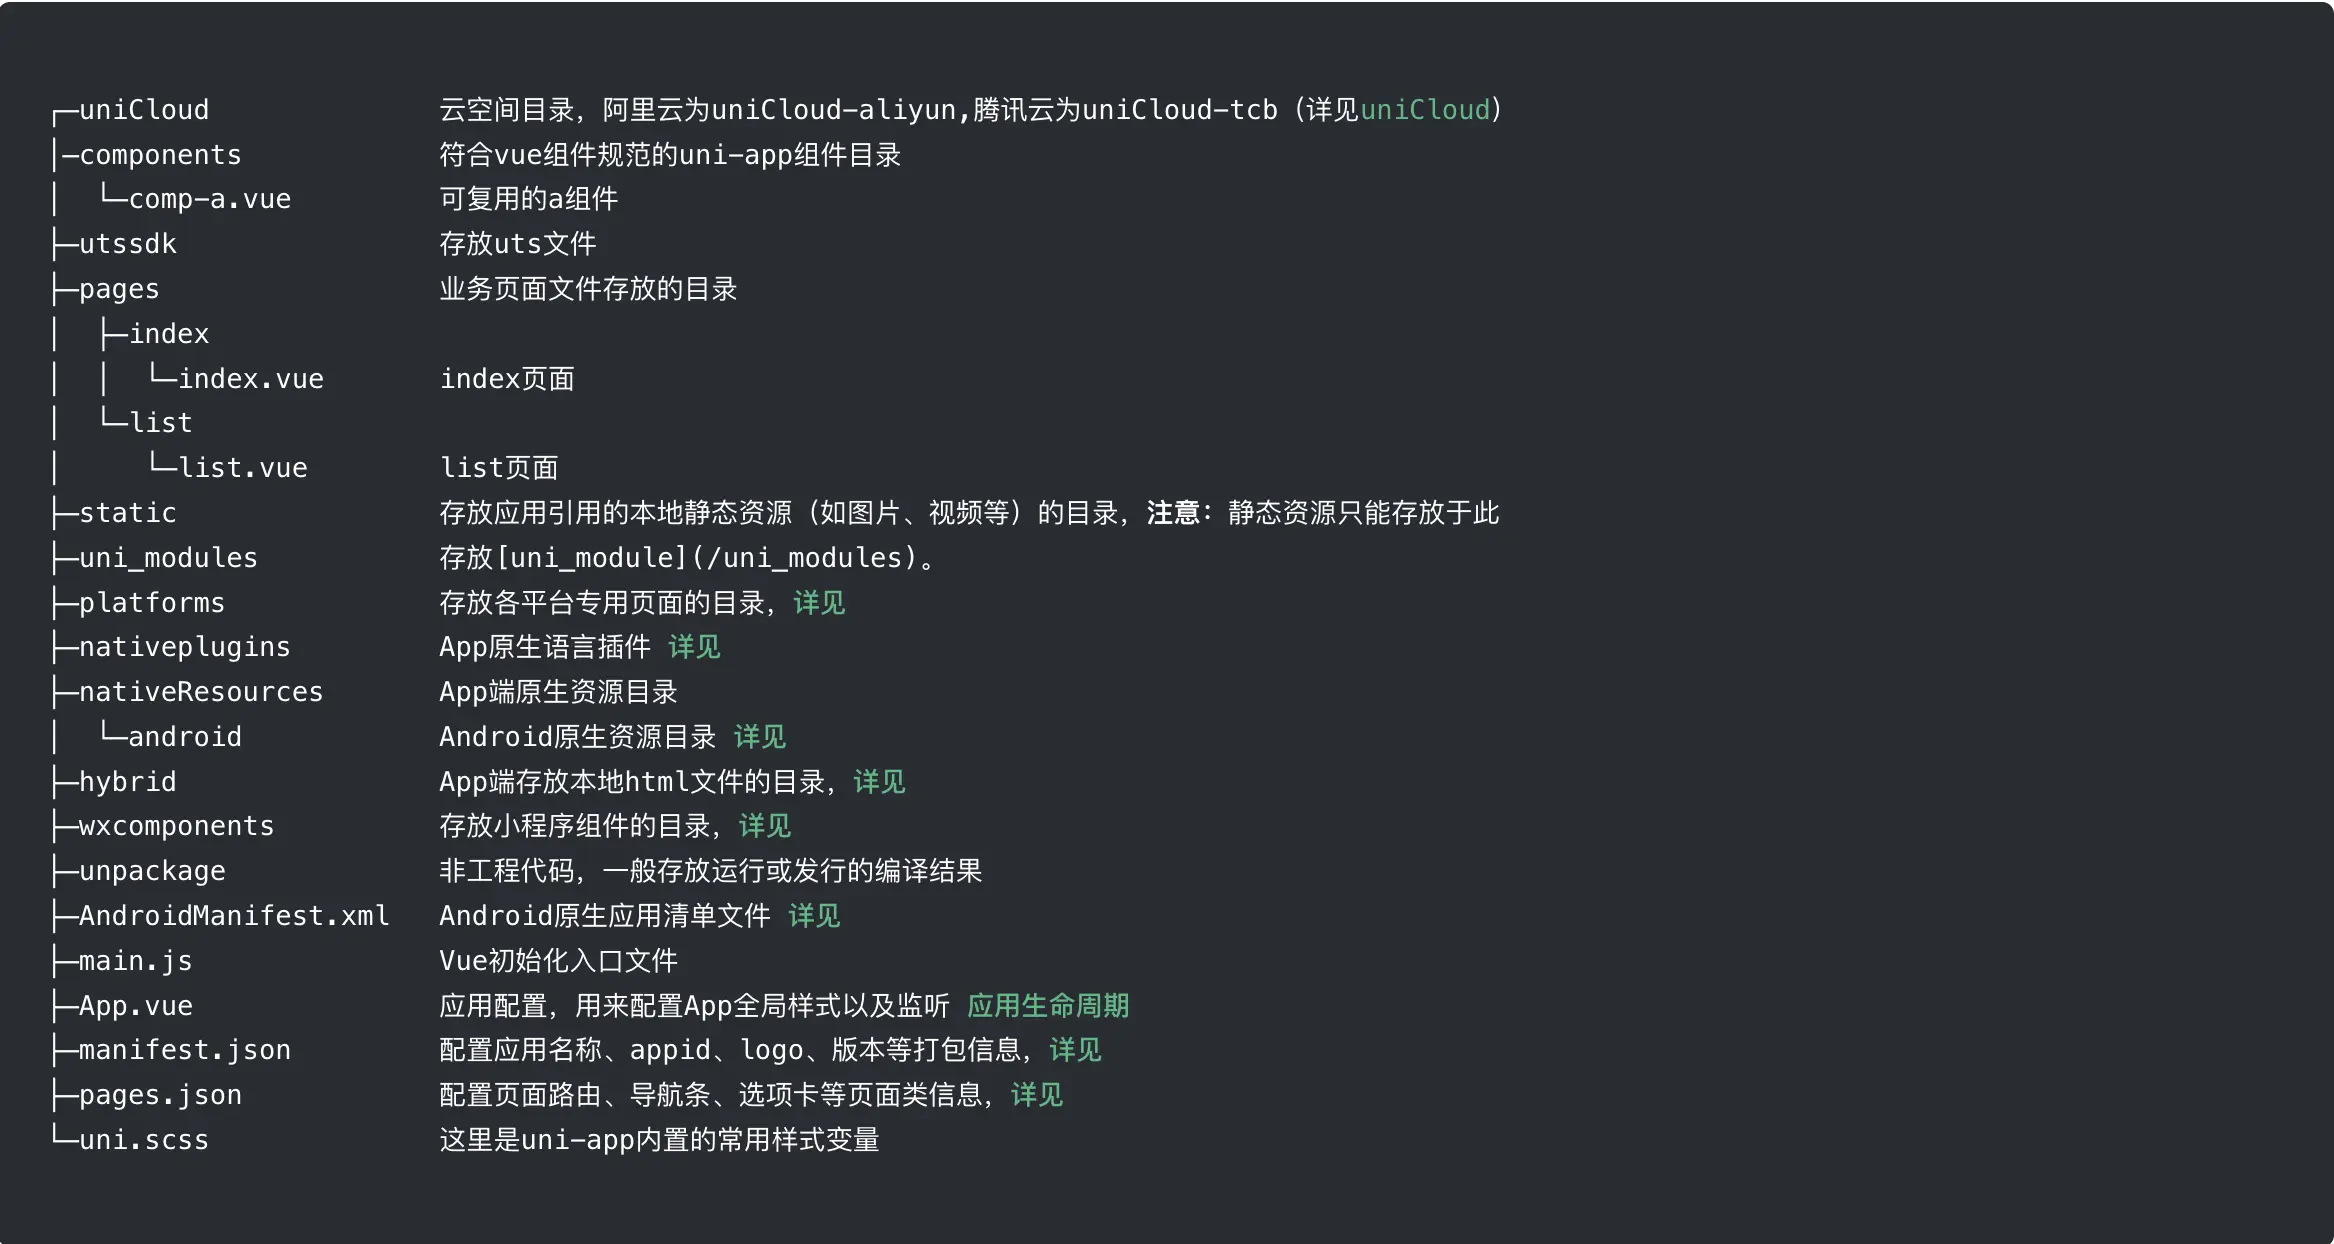 ┌─uniCloud              云空间目录，阿里云为uniCloud-aliyun,腾讯云为uniCloud-tcb（详见uniCloud）
│─components            符合vue组件规范的uni-app组件目录
│  └─comp-a.vue         可复用的a组件
├─utssdk                存放uts文件
├─pages                 业务页面文件存放的目录
│  ├─index
│  │  └─index.vue       index页面
│  └─list
│     └─list.vue        list页面
├─static                存放应用引用的本地静态资源（如图片、视频等）的目录，注意：静态资源只能存放于此
├─uni_modules           存放[uni_module](/uni_modules)。
├─platforms             存放各平台专用页面的目录，详见
├─nativeplugins         App原生语言插件 详见
├─nativeResources       App端原生资源目录
│  └─android            Android原生资源目录 详见
├─hybrid                App端存放本地html文件的目录，详见
├─wxcomponents          存放小程序组件的目录，详见
├─unpackage             非工程代码，一般存放运行或发行的编译结果
├─AndroidManifest.xml   Android原生应用清单文件 详见
├─main.js               Vue初始化入口文件
├─App.vue               应用配置，用来配置App全局样式以及监听 应用生命周期
├─manifest.json         配置应用名称、appid、logo、版本等打包信息，详见
├─pages.json            配置页面路由、导航条、选项卡等页面类信息，详见
└─uni.scss              这里是uni-app内置的常用样式变量